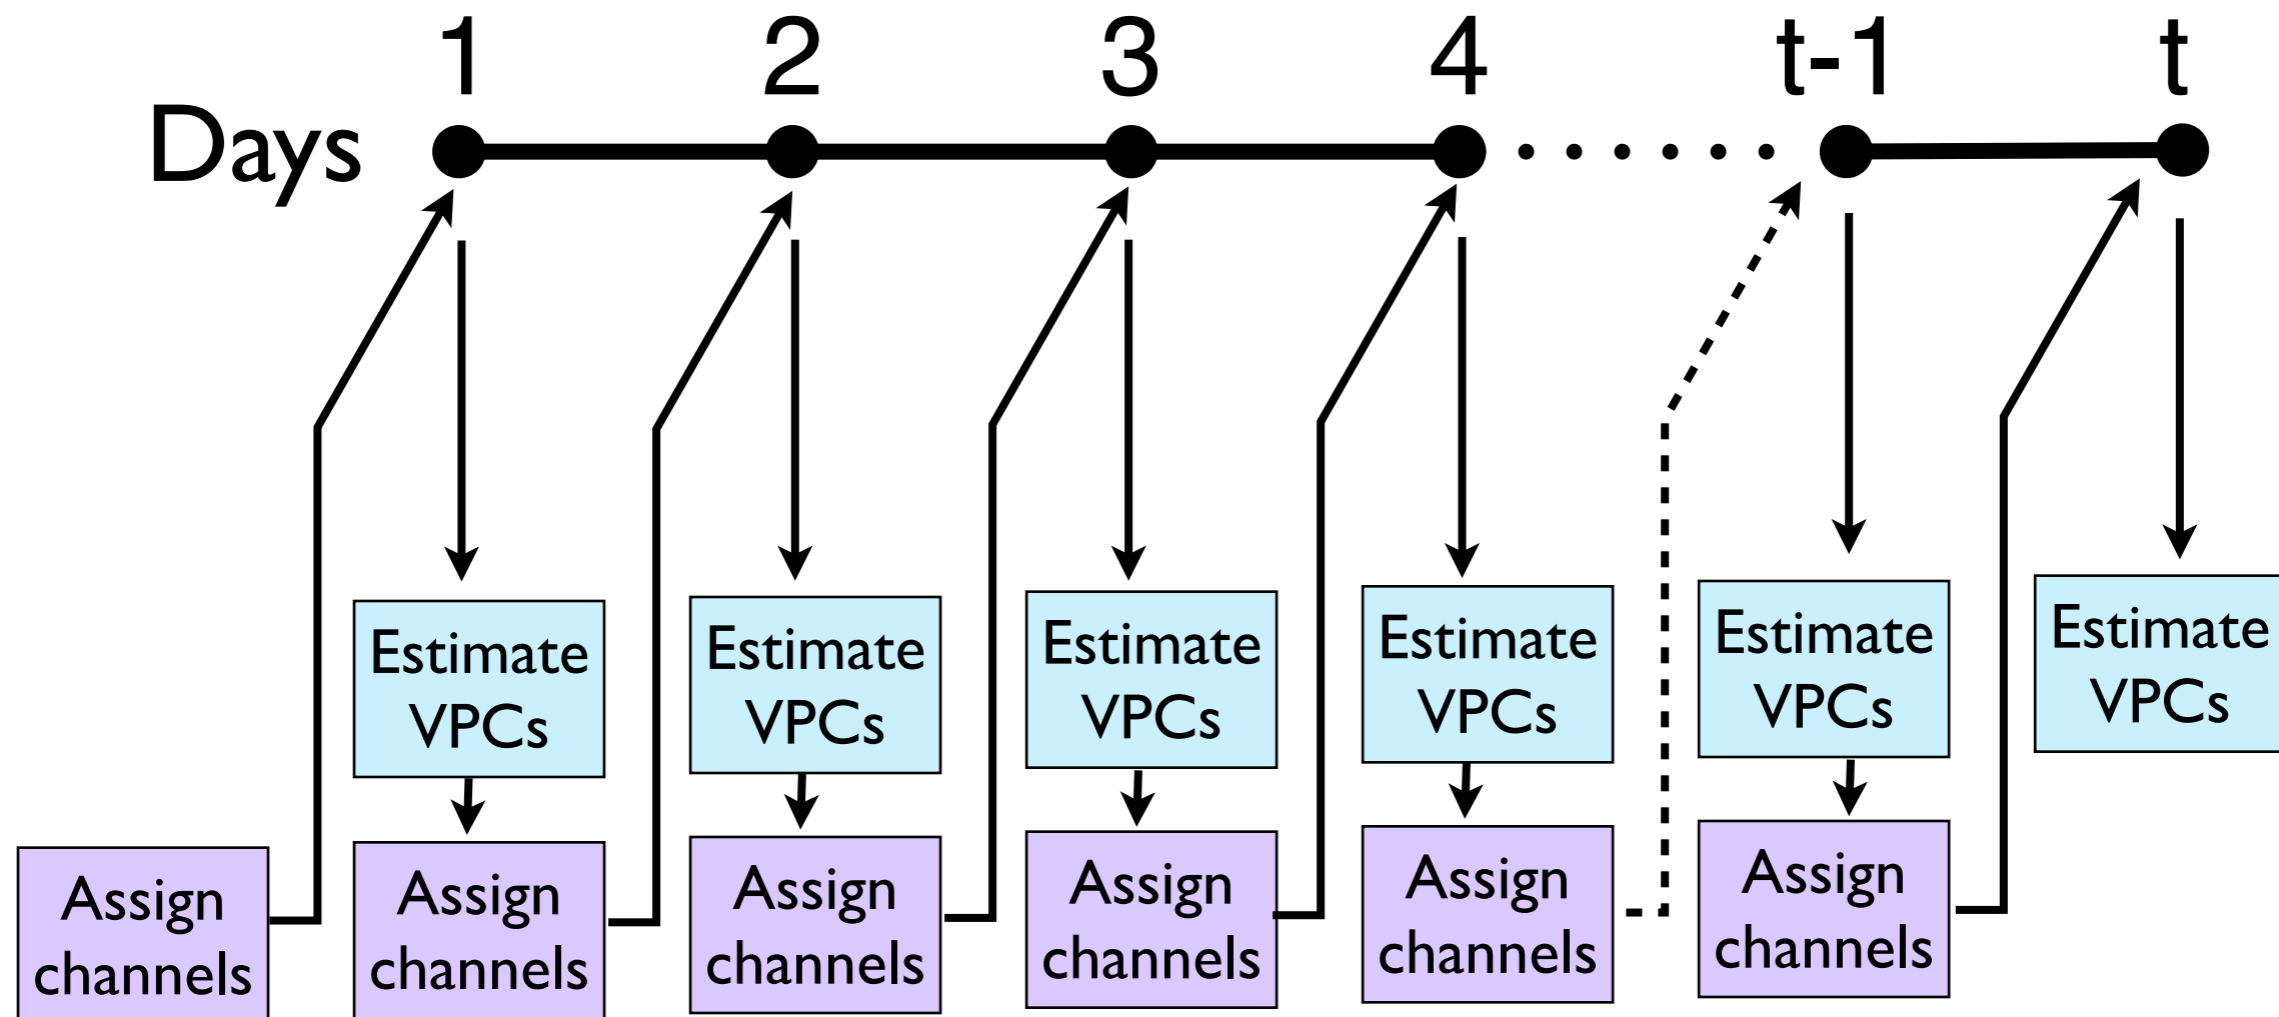 1 2 3 4 t-1 t
Days
Estimate
VPCs
Estimate
VPCs
Estimate
VPCs
Estimate
VPCs
Estimate
VPCs
Estimate
VPCs
Assign
channels
Assign
channels
Assign
channels
Assign
channels
Assign
channels
Assign
channels